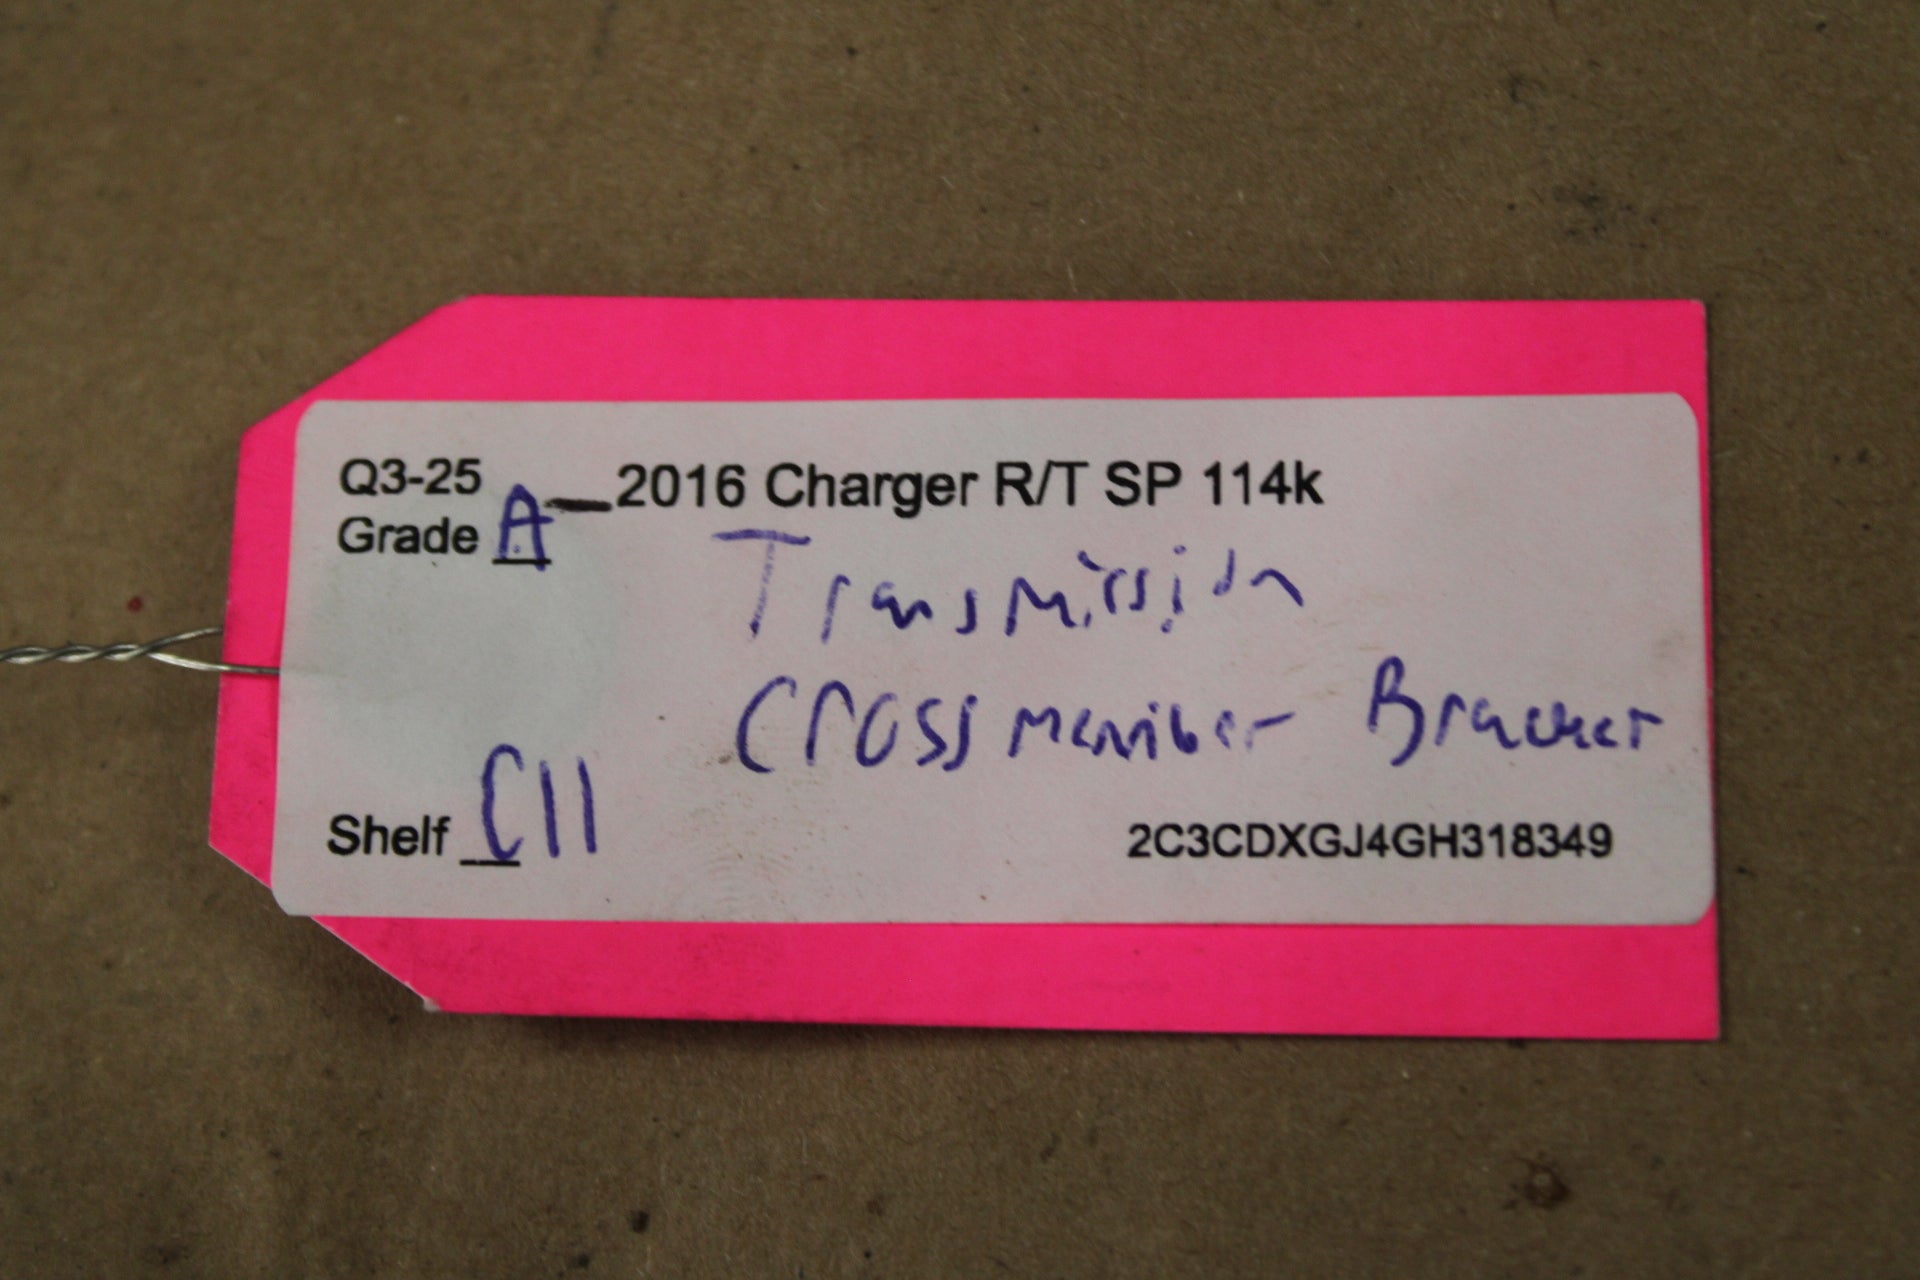 Q3-25
Grade A- 2016 Charger R/T SP 114k
Transmission
Crossmember Bracket
Shelf C11
2C3CDXGJ4GH318349